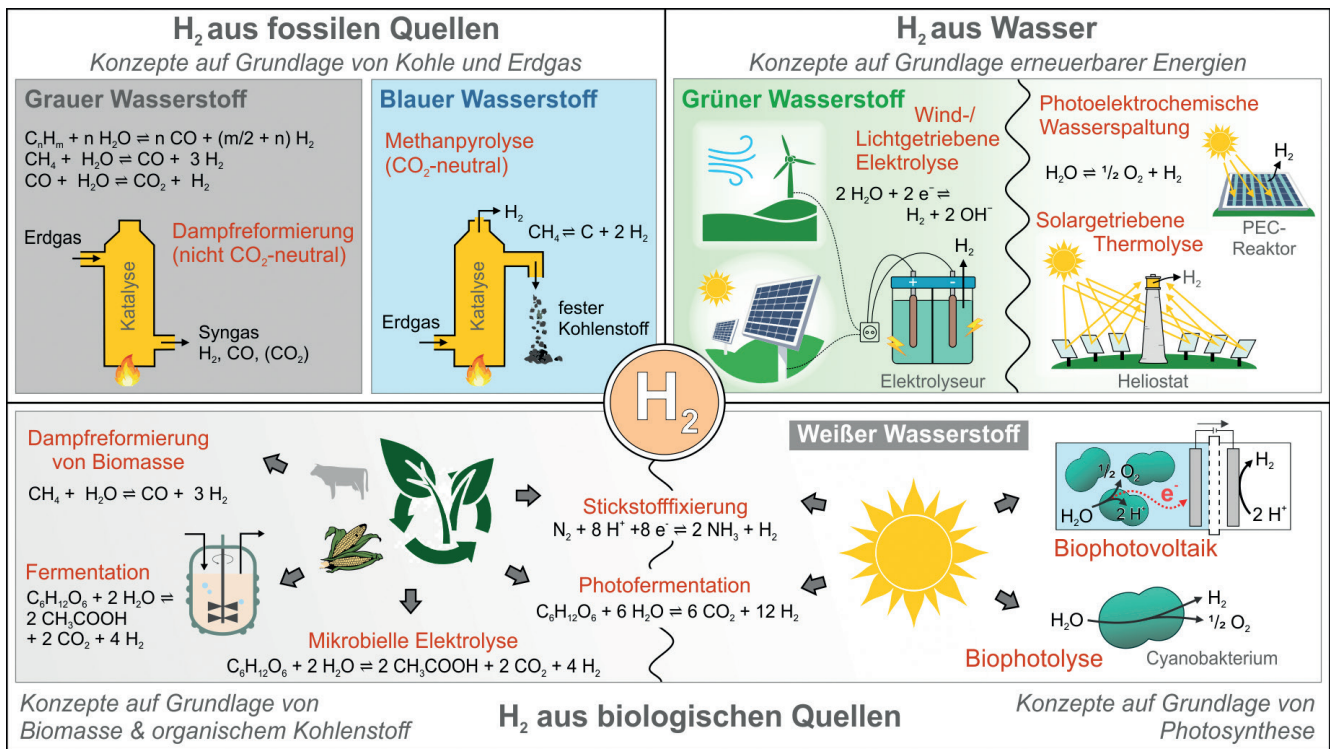 H₂ aus fossilen Quellen
Konzepte auf Grundlage von Kohle und Erdgas
Grauer Wasserstoff
CₙHₘ + n H₂O ⇌ n CO + (m/2 + n) H₂
CH₄ + H₂O ⇌ CO + 3 H₂
CO + H₂O ⇌ CO₂ + H₂
Erdgas
Dampfreformierung
(nicht CO₂-neutral)
Katalyse
Syngas
H₂, CO, (CO₂)
Blauer Wasserstoff
Methanpyrolyse
(CO₂-neutral)
H₂
CH₄ ⇌ C + 2 H₂
Katalyse
Erdgas
fester
Kohlenstoff
H₂ aus Wasser
Konzepte auf Grundlage erneuerbarer Energien
Grüner Wasserstoff
Wind-/
Lichtgetriebene
Elektrolyse
2 H₂O + 2 e⁻ ⇌
H₂ + 2 OH⁻
H₂
+
-
Elektrolyseur
Photoelektrochemische
Wasserspaltung
H₂O ⇌ ½ O₂ + H₂
H₂
PEC-
Reaktor
Solargetriebene
Thermolyse
H₂
Heliostat
H₂
Dampfreformierung
von Biomasse
CH₄ + H₂O ⇌ CO + 3 H₂
Fermentation
C₆H₁₂O₆ + 2 H₂O ⇌
2 CH₃COOH
+ 2 CO₂ + 4 H₂
Mikrobielle Elektrolyse
C₆H₁₂O₆ + 2 H₂O ⇌ 2 CH₃COOH + 2 CO₂ + 4 H₂
Stickstofffixierung
N₂ + 8 H⁺ +8 e⁻ ⇌ 2 NH₃ + H₂
Photofermentation
C₆H₁₂O₆ + 6 H₂O ⇌ 6 CO₂ + 12 H₂
Weißer Wasserstoff
½ O₂
H₂O
2 H⁺
e⁻
H₂
2 H⁺
Biophotovoltaik
H₂O
H₂
½ O₂
Biophotolyse
Cyanobakterium
Konzepte auf Grundlage von
Biomasse & organischem Kohlenstoff
H₂ aus biologischen Quellen
Konzepte auf Grundlage von
Photosynthese